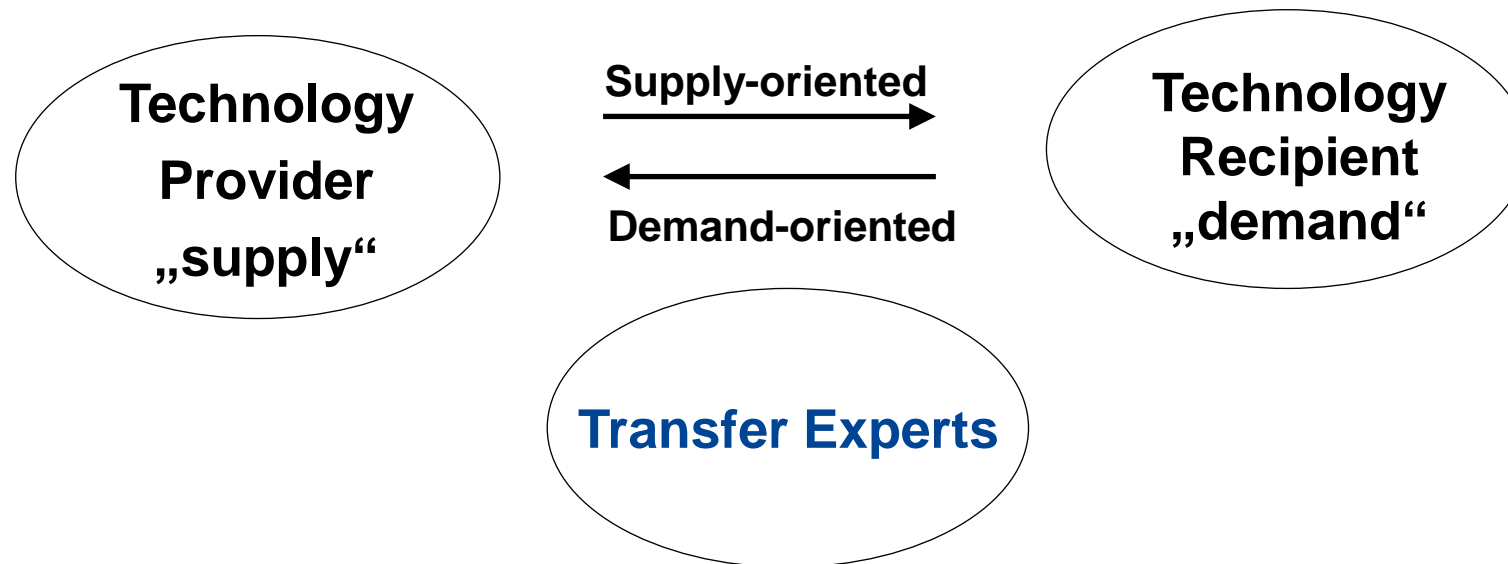 Technology
Provider
„supply“
Supply-oriented
Demand-oriented
Technology
Recipient
„demand“
Transfer Experts